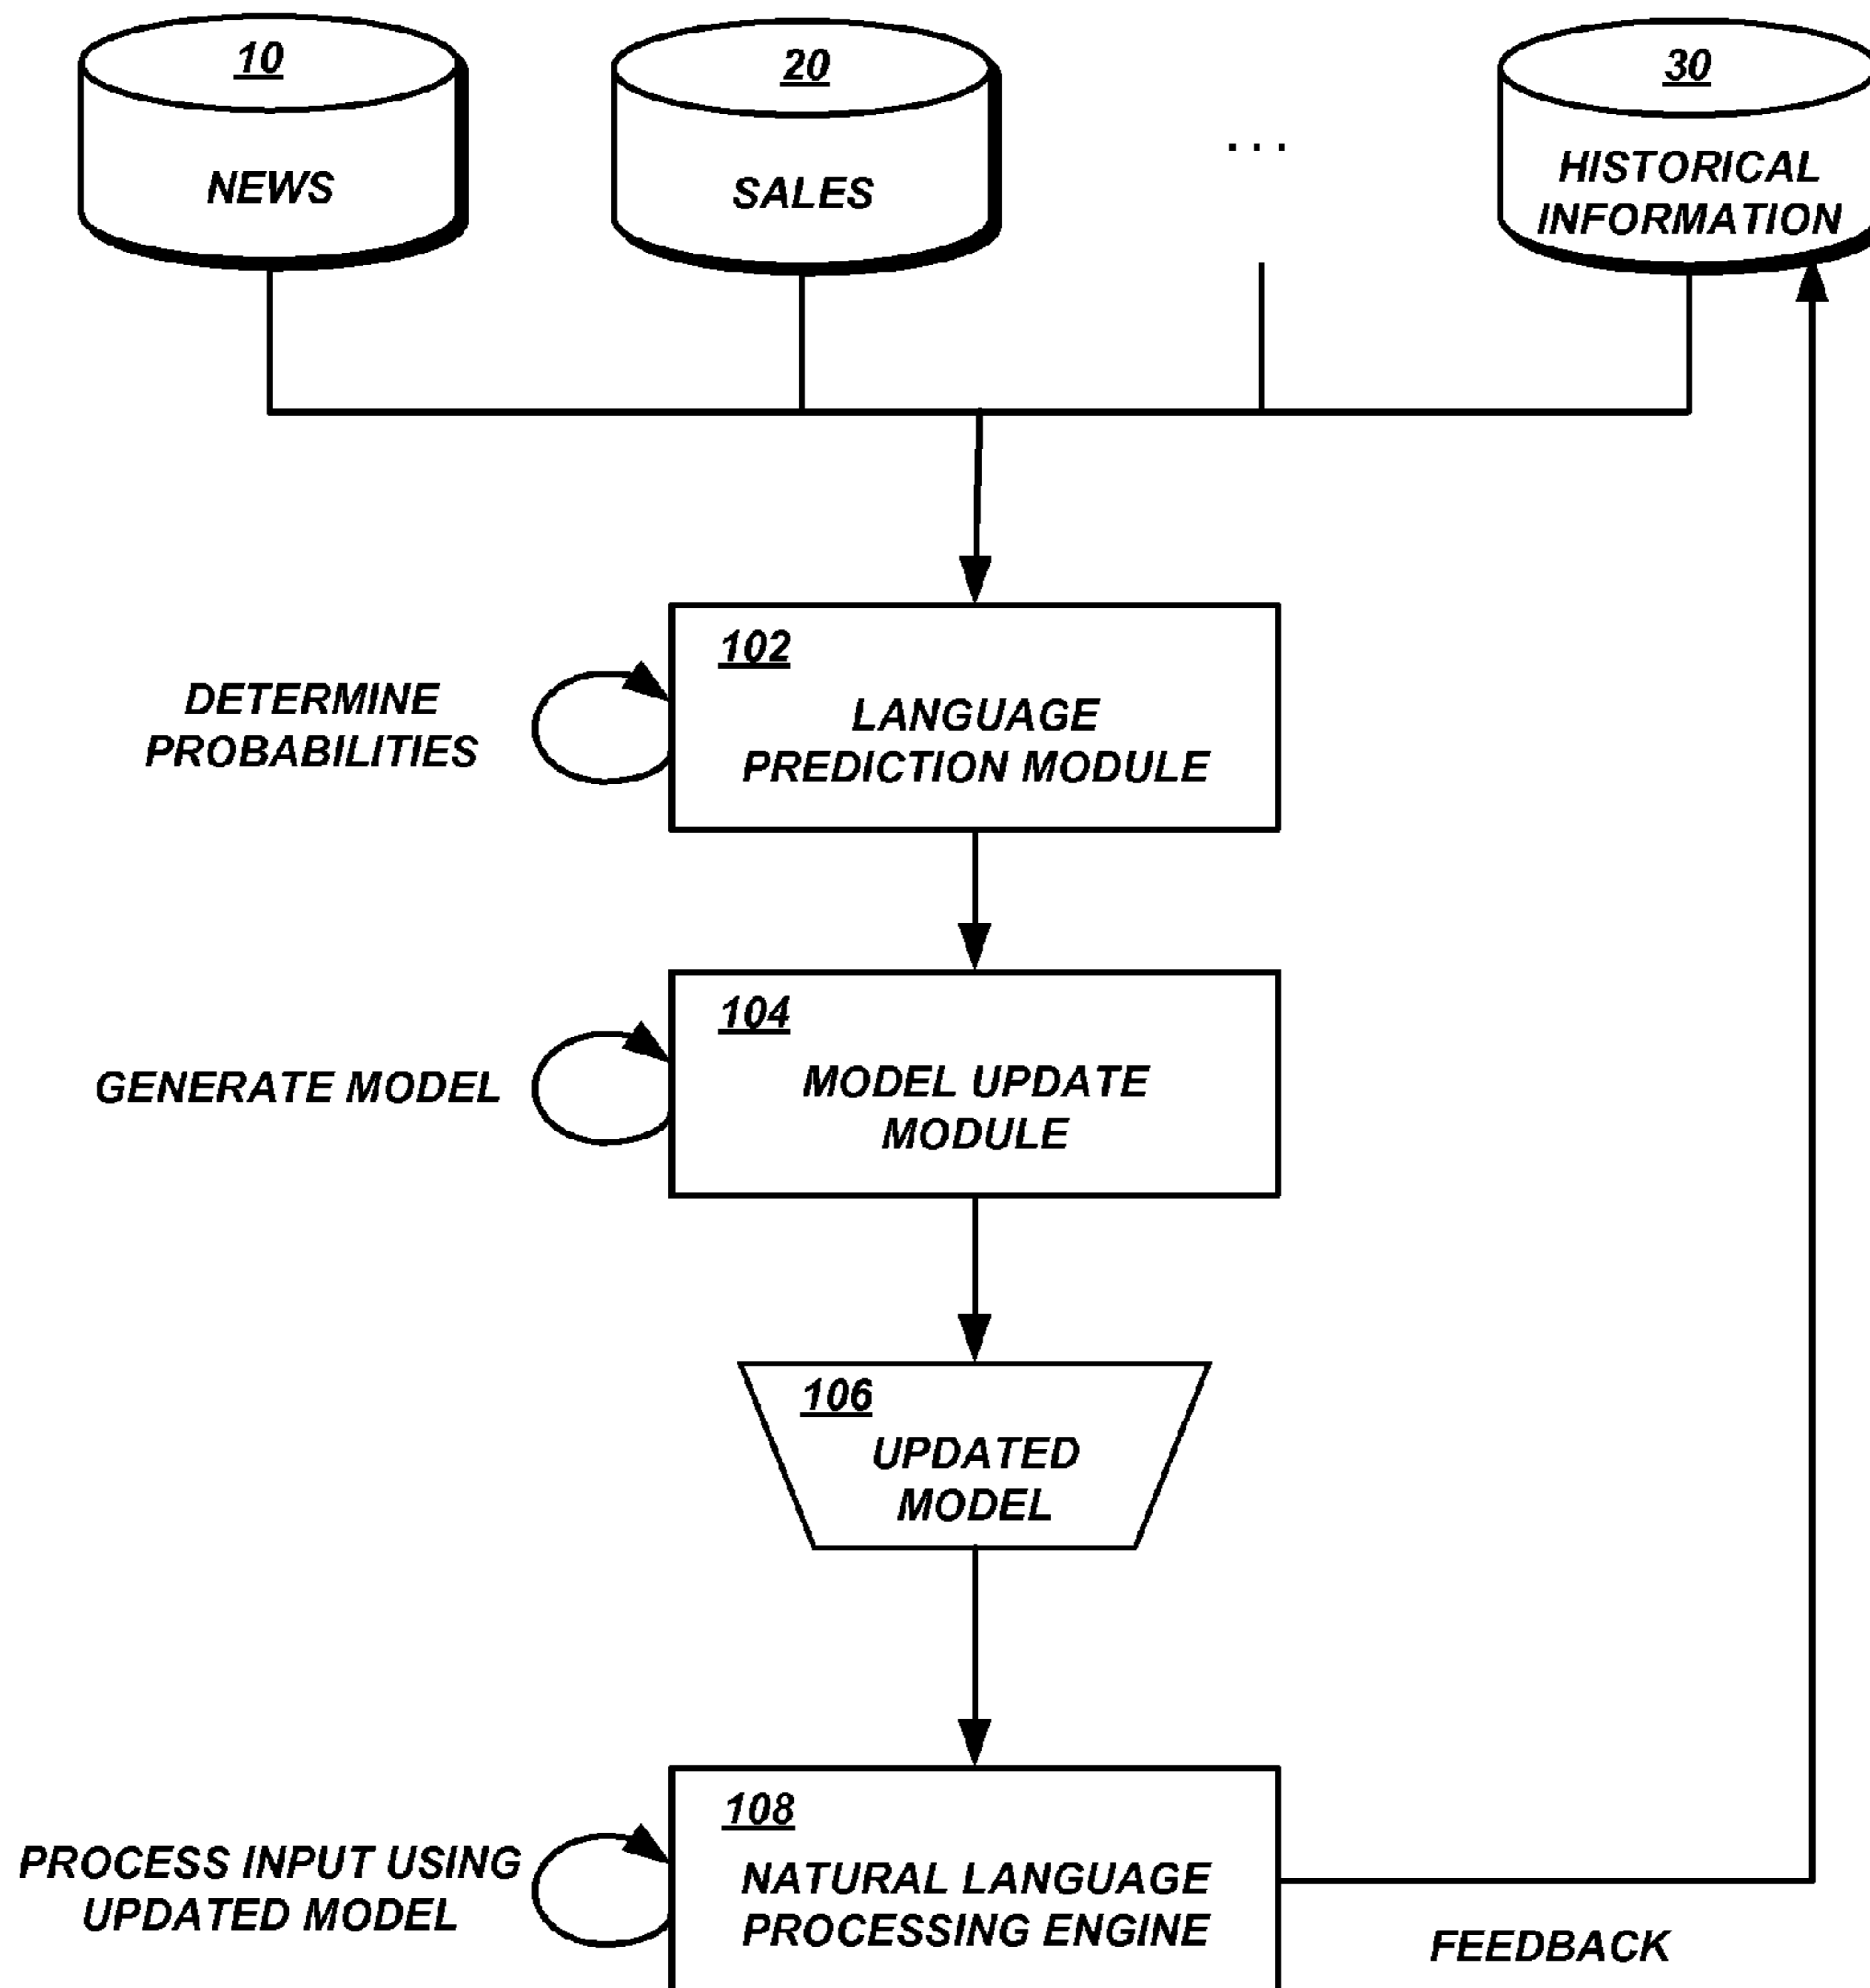 10
NEWS
20
SALES
...
30
HISTORICAL
INFORMATION
102
LANGUAGE
PREDICTION MODULE
DETERMINE
PROBABILITIES
104
MODEL UPDATE
MODULE
GENERATE MODEL
106
UPDATED
MODEL
108
NATURAL LANGUAGE
PROCESSING ENGINE
PROCESS INPUT USING
UPDATED MODEL
FEEDBACK